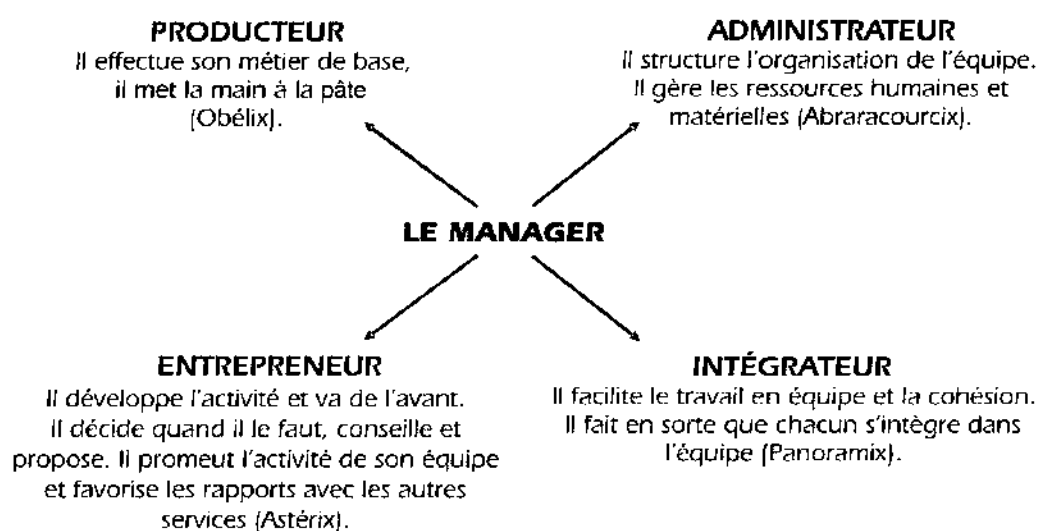 PRODUCTEUR
Il effectue son métier de base,
il met la main à la pâte
(Obélix).
ADMINISTRATEUR
Il structure l'organisation de l'équipe.
Il gère les ressources humaines et
matérielles (Abraracourcix).
LE MANAGER
ENTREPRENEUR
Il développe l'activité et va de l'avant.
Il décide quand il le faut, conseille et
propose. Il promeut l'activité de son équipe
et favorise les rapports avec les autres
services (Astérix).
INTÉGRATEUR
Il facilite le travail en équipe et la cohésion.
Il fait en sorte que chacun s'intègre dans
l'équipe (Panoramix).